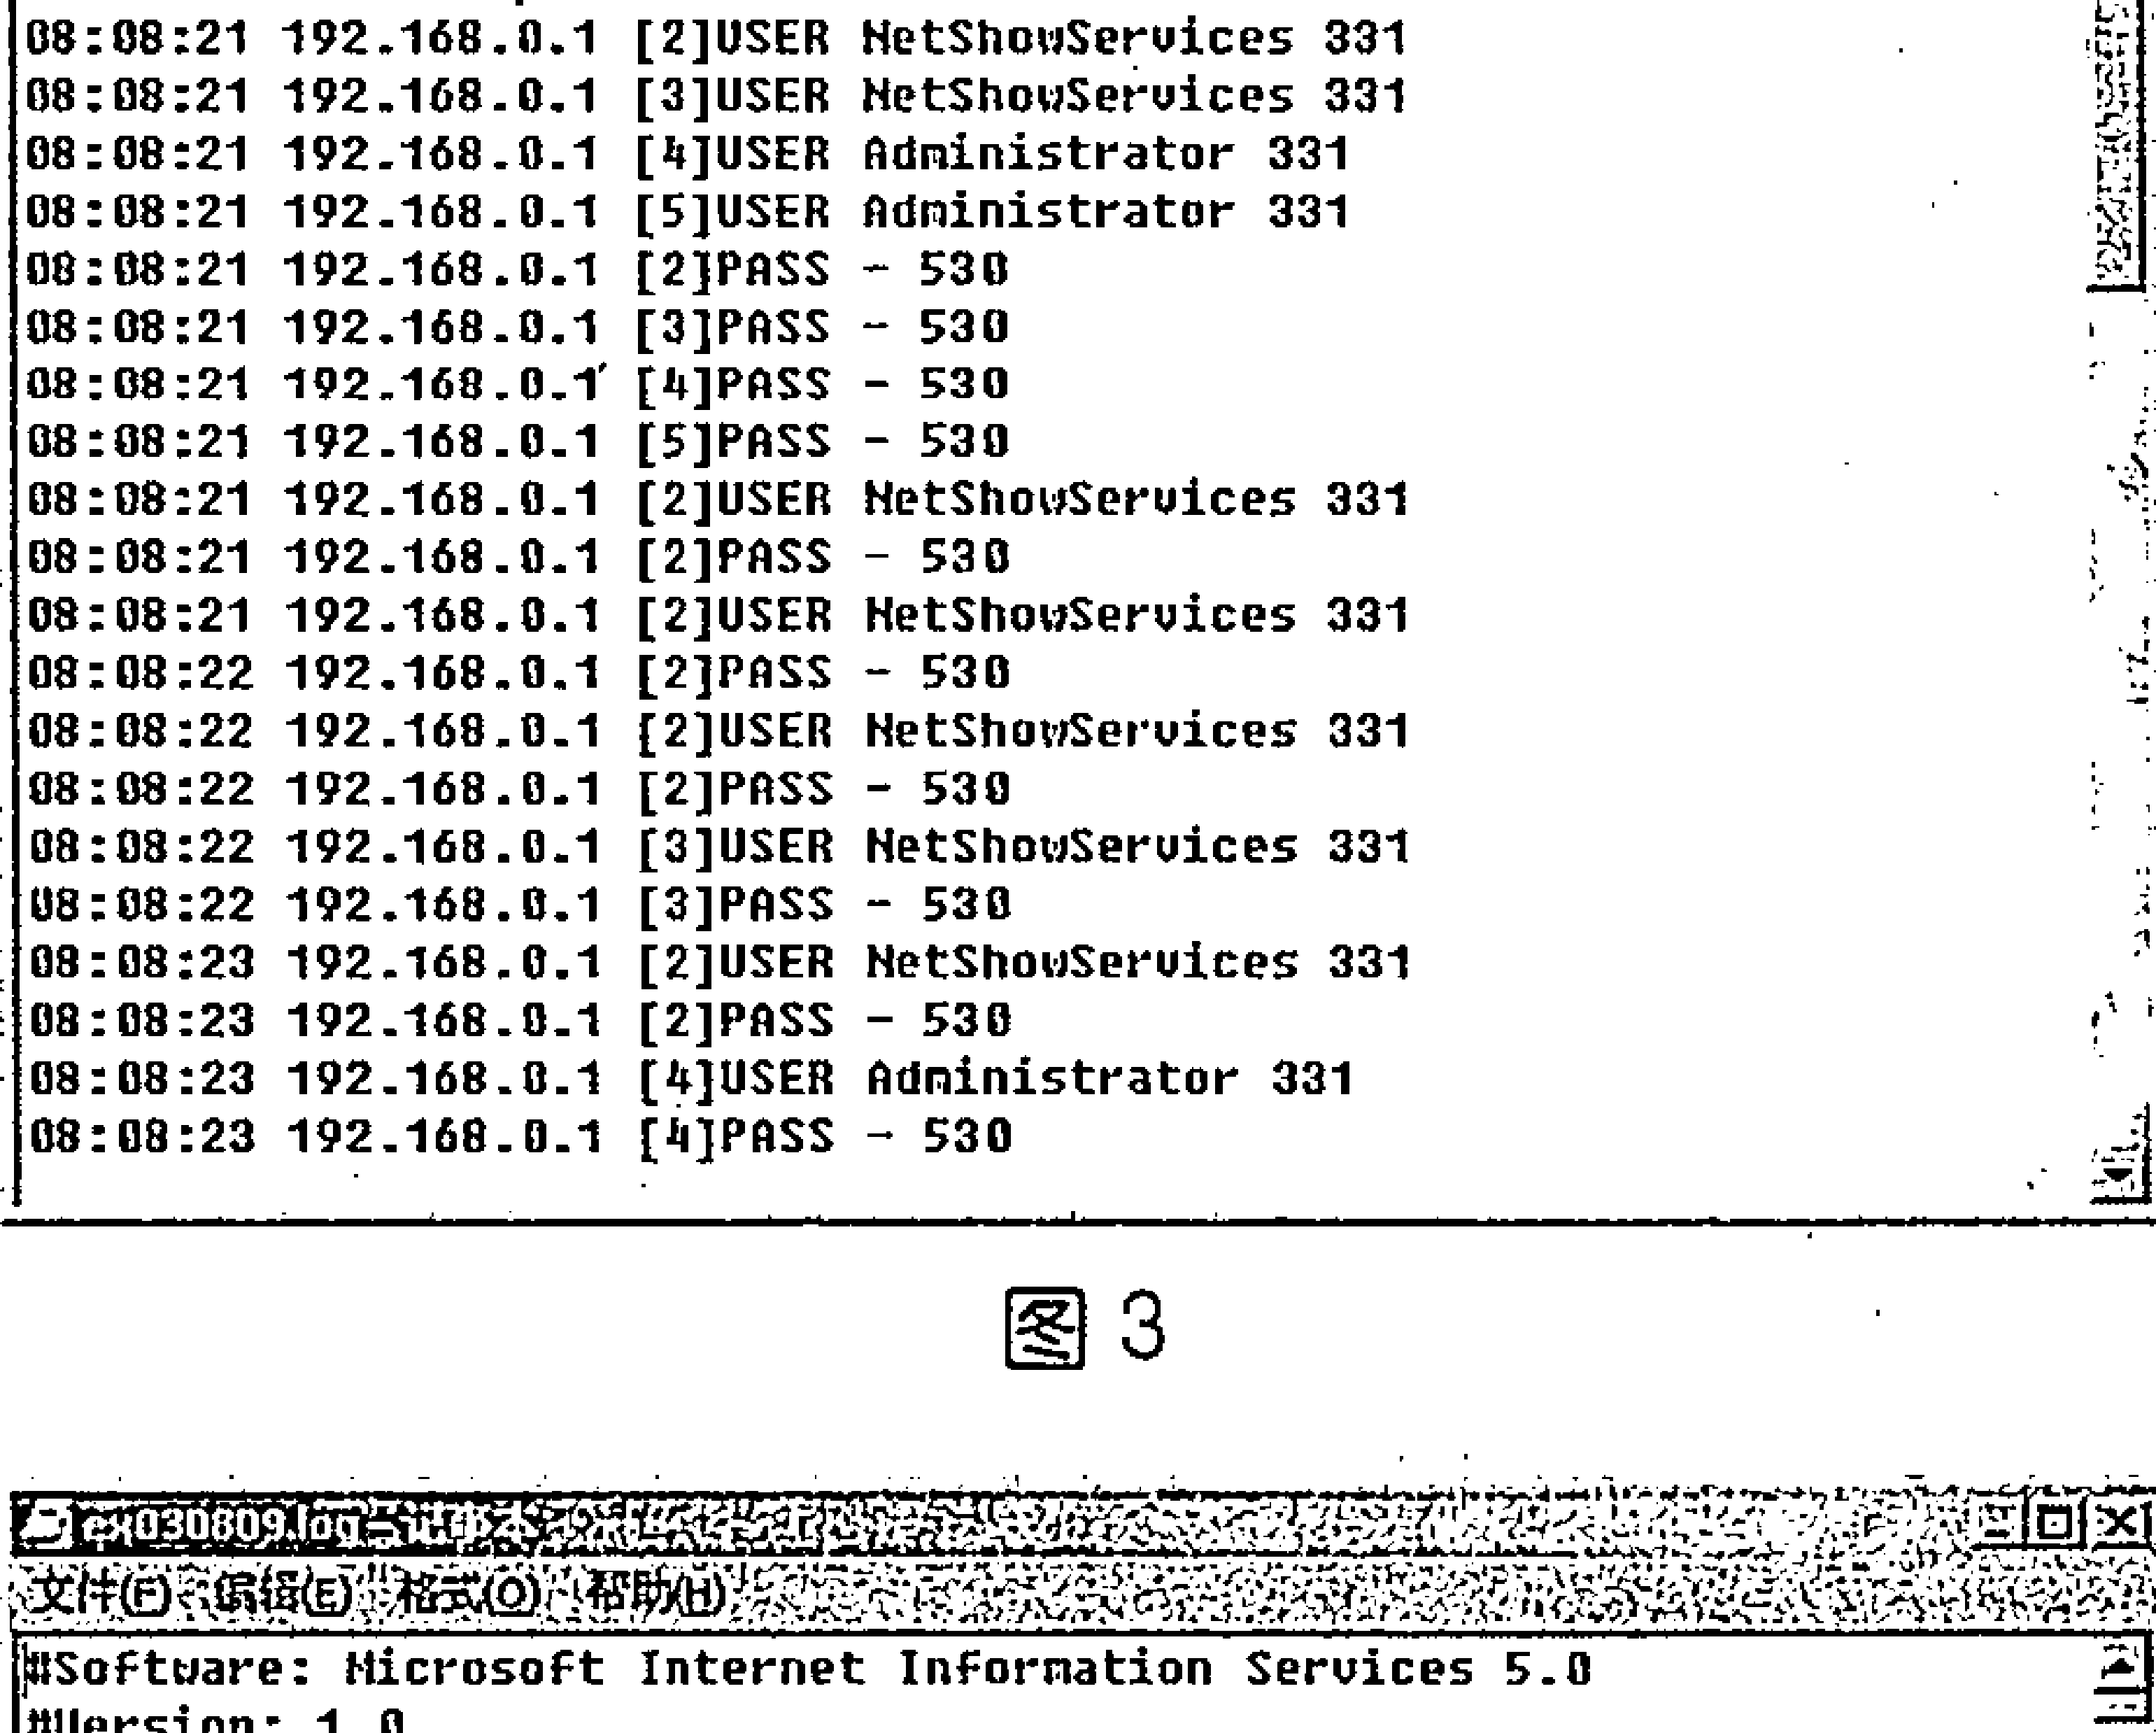 08:08:21 192.168.0.1 [2]USER NetShowServices 331
08:08:21 192.168.0.1 [3]USER NetShowServices 331
08:08:21 192.168.0.1 [4]USER Administrator 331
08:08:21 192.168.0.1 [5]USER Administrator 331
08:08:21 192.168.0.1 [2]PASS - 530
08:08:21 192.168.0.1 [3]PASS - 530
08:08:21 192.168.0.1 [4]PASS - 530
08:08:21 192.168.0.1 [5]PASS - 530
08:08:21 192.168.0.1 [2]USER NetShowServices 331
08:08:21 192.168.0.1 [2]PASS - 530
08:08:21 192.168.0.1 [2]USER NetShowServices 331
08:08:22 192.168.0.1 [2]PASS - 530
08:08:22 192.168.0.1 [2]USER NetShowServices 331
08:08:22 192.168.0.1 [2]PASS - 530
08:08:22 192.168.0.1 [3]USER NetShowServices 331
08:08:22 192.168.0.1 [3]PASS - 530
08:08:23 192.168.0.1 [2]USER NetShowServices 331
08:08:23 192.168.0.1 [2]PASS - 530
08:08:23 192.168.0.1 [4]USER Administrator 331
08:08:23 192.168.0.1 [4]PASS - 530
图 3
ex030809.log - 记事本
文件(F) 编辑(E) 格式(O) 帮助(H)
#Software: Microsoft Internet Information Services 5.0
#Version: 1.0